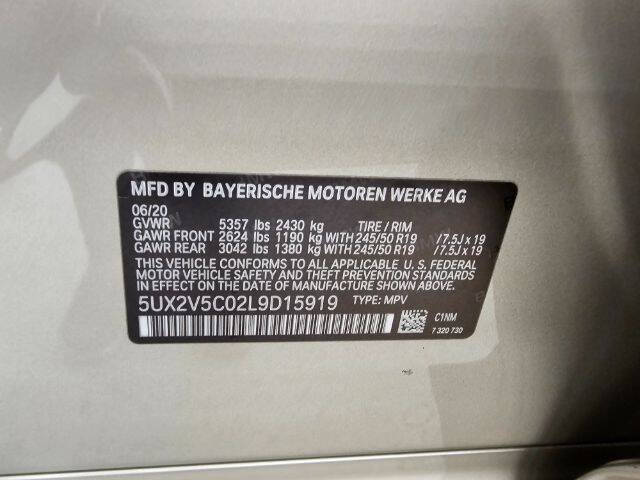 MFD BY BAYERISCHE MOTOREN WERKE AG
06/20
GVWR 5357 lbs 2430 kg TIRE / RIM
GAWR FRONT 2624 lbs 1190 kg WITH 245/50 R19 /7.5J x 19
GAWR REAR 3042 lbs 1380 kg WITH 245/50 R19 /7.5J x 19
THIS VEHICLE CONFORMS TO ALL APPLICABLE U. S. FEDERAL
MOTOR VEHICLE SAFETY AND THEFT PREVENTION STANDARDS
IN EFFECT ON THE DATE OF MANUFACTURE SHOWN ABOVE.
5UX2V5C02L9D15919 TYPE: MPV
C1NM
7 320 730